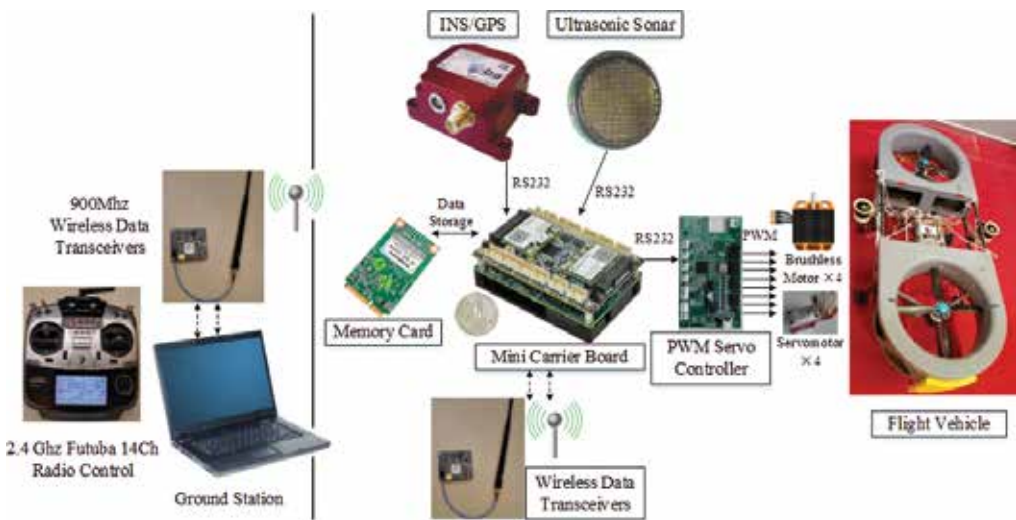 INS/GPS
Ultrasonic Sonar
900Mhz
Wireless Data
Transceivers
RS232
RS232
Data
Storage
RS232
PWM
Brushless
Motor ×4
Memory Card
Mini Carrier Board
PWM Servo
Controller
Servomotor
×4
Flight Vehicle
2.4 Ghz Futuba 14Ch
Radio Control
Ground Station
Wireless Data
Transceivers